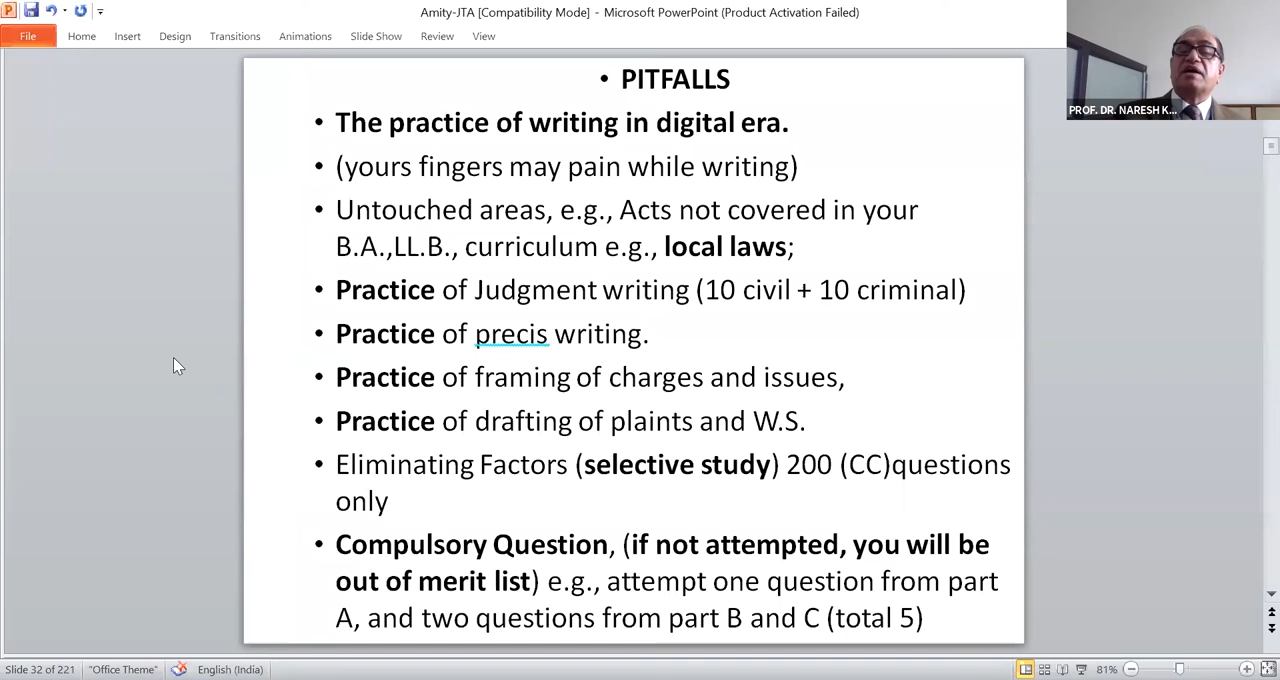 Amity-JTA [Compatibility Mode] - Microsoft PowerPoint (Product Activation Failed)
File Home Insert Design Transitions Animations Slide Show Review View
PROF. DR. NARESH K...
• PITFALLS
• The practice of writing in digital era.
• (yours fingers may pain while writing)
• Untouched areas, e.g., Acts not covered in your
B.A.,LL.B., curriculum e.g., local laws;
• Practice of Judgment writing (10 civil + 10 criminal)
• Practice of precis writing.
• Practice of framing of charges and issues,
• Practice of drafting of plaints and W.S.
• Eliminating Factors (selective study) 200 (CC)questions
only
• Compulsory Question, (if not attempted, you will be
out of merit list) e.g., attempt one question from part
A, and two questions from part B and C (total 5)
Slide 32 of 221 "Office Theme" English (India) 81%